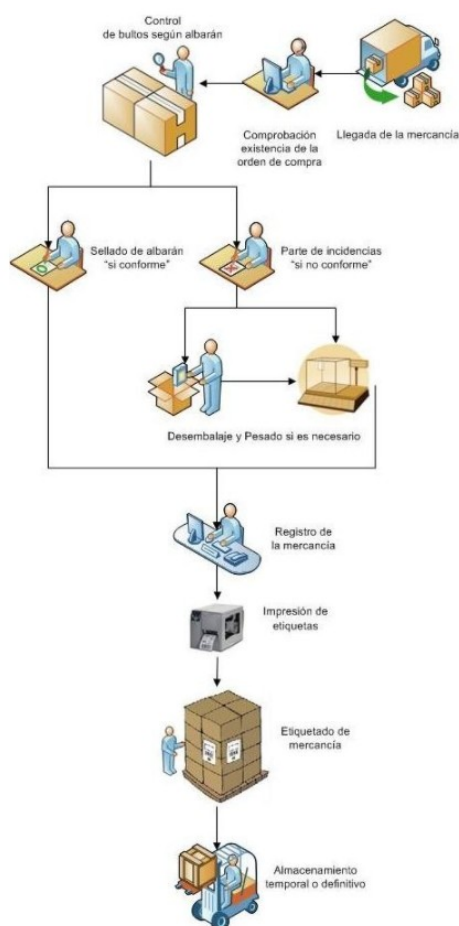 Control
de bultos según albarán
Comprobación
existencia de la
orden de compra
Llegada de la mercancía
Sellado de albarán
“si conforme”
Parte de incidencias
“si no conforme”
Desembalaje y Pesado si es necesario
Registro de
la mercancía
Impresión de
etiquetas
Etiquetado de
mercancía
Almacenamiento
temporal o definitivo